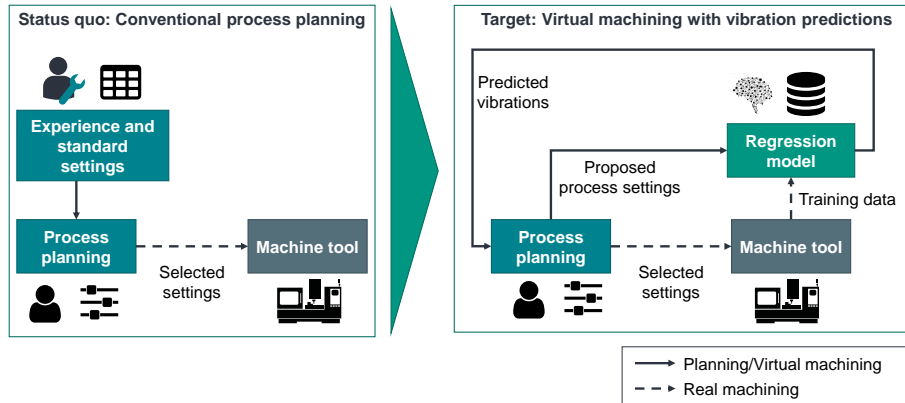 Status quo: Conventional process planning
Experience and
standard
settings
Process
planning
Selected
settings
Machine tool
Target: Virtual machining with vibration predictions
Predicted
vibrations
Proposed
process settings
Regression
model
Training data
Process
planning
Selected
settings
Machine tool
Planning/Virtual machining
Real machining